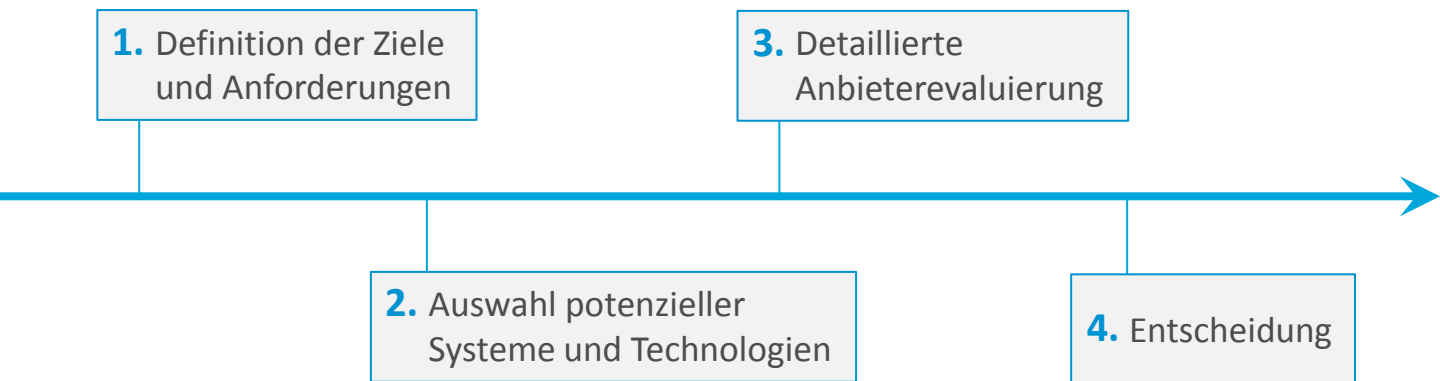 1. Definition der Ziele
und Anforderungen
2. Auswahl potenzieller
Systeme und Technologien
3. Detaillierte
Anbieterevaluierung
4. Entscheidung